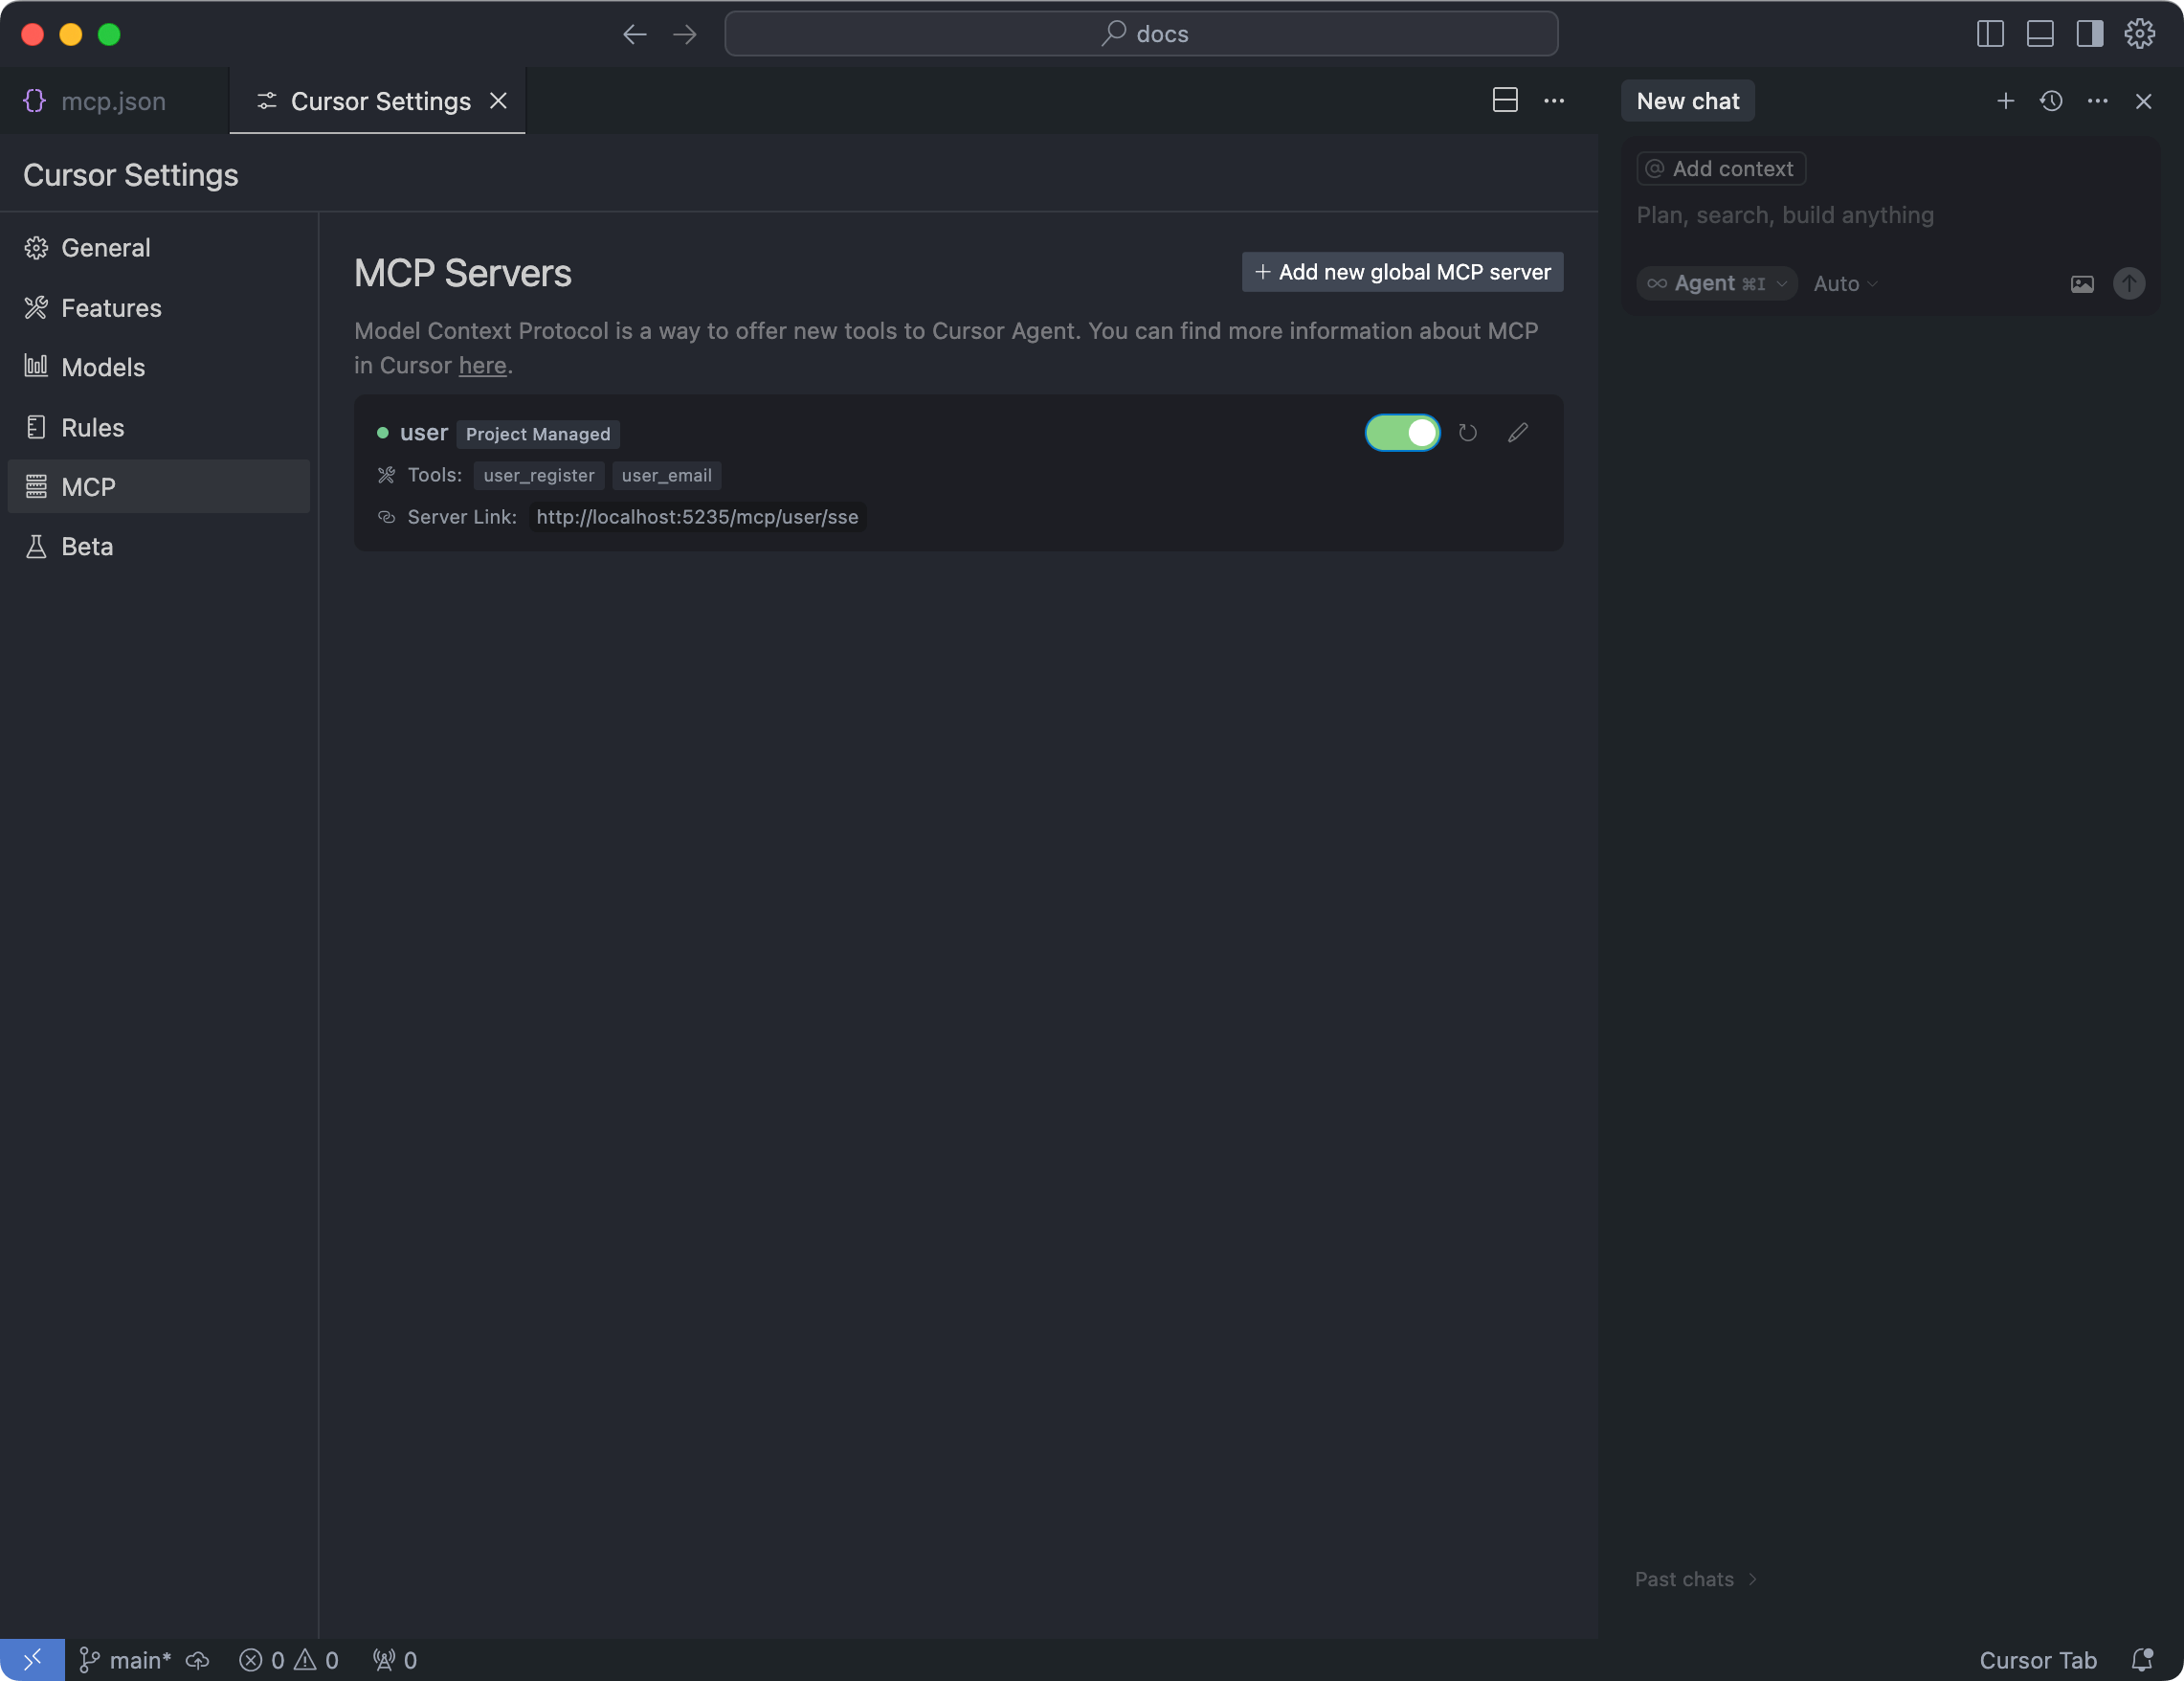 docs
mcp.json
Cursor Settings
New chat
Cursor Settings
Add context
Plan, search, build anything
Agent ⌘I
Auto
General
Features
Models
Rules
MCP
Beta
MCP Servers
+ Add new global MCP server
Model Context Protocol is a way to offer new tools to Cursor Agent. You can find more information about MCP
in Cursor here.
user Project Managed
Tools: user_register user_email
Server Link: http://localhost:5235/mcp/user/sse
Past chats
main* 0 0 0
Cursor Tab